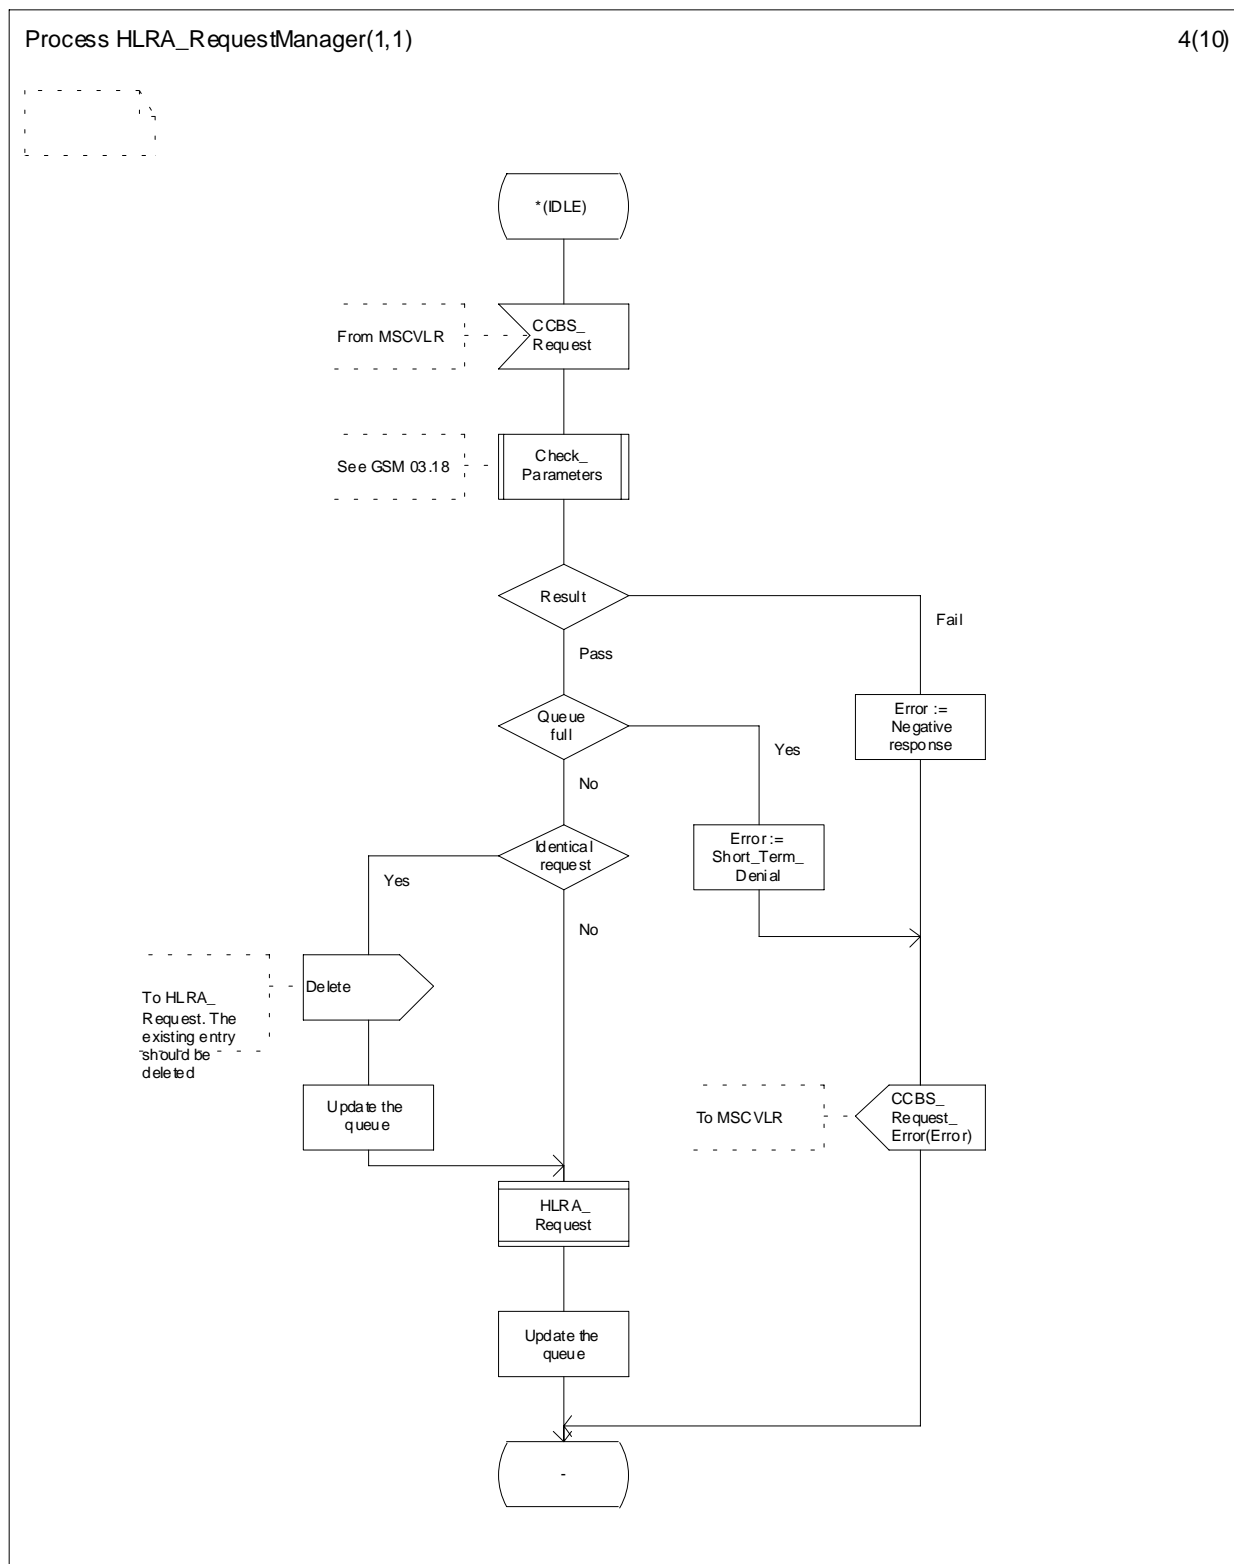 Process HLRA_RequestManager(1,1)
4(10)
*(IDLE)
From MSCVLR
CCBS_
Request
See GSM 03.18
Check_
Parameters
Result
Fail
Pass
Queue
full
Error :=
Negative
response
Yes
No
Identical
request
Error :=
Short_Term_
Denial
Yes
No
Delete
To HLRA_
Request. The
existing entry
should be
deleted
Update the
queue
To MSCVLR
CCBS_
Request_
Error(Error)
HLRA_
Request
Update the
queue
-